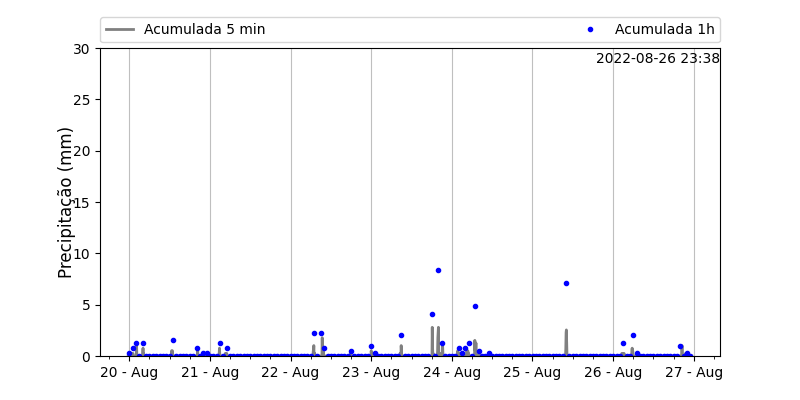 Acumulada 5 min
Acumulada 1h
2022-08-26 23:38
Precipitação (mm)
30
25
20
15
10
5
0
20 - Aug
21 - Aug
22 - Aug
23 - Aug
24 - Aug
25 - Aug
26 - Aug
27 - Aug